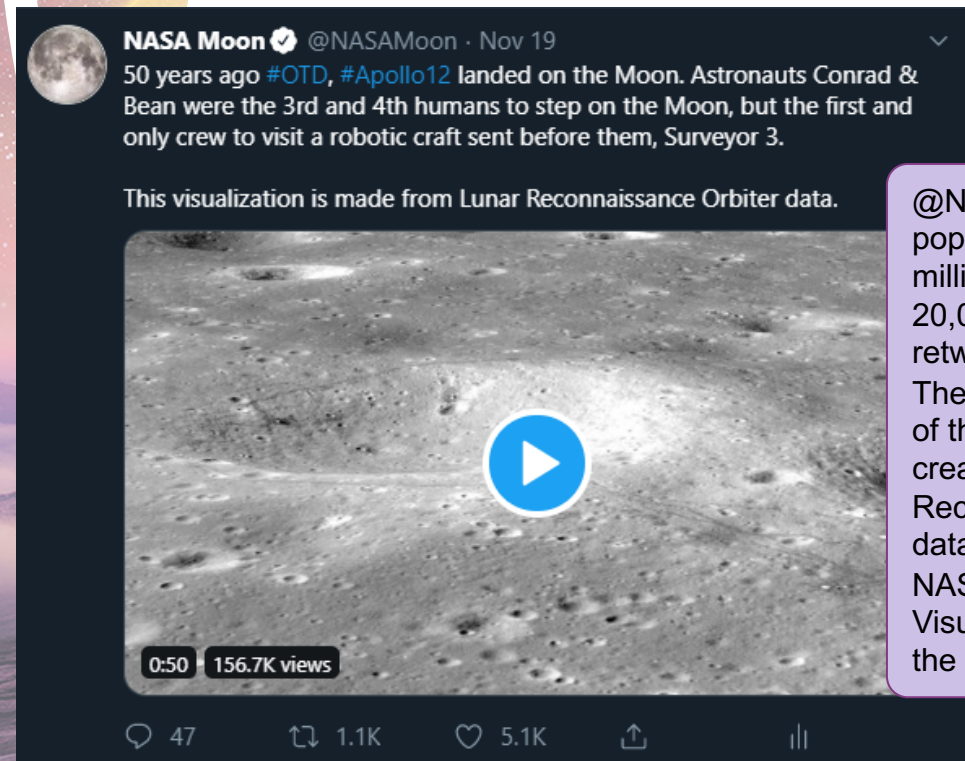 NASA Moon @NASAMoon · Nov 19
50 years ago #OTD, #Apollo12 landed on the Moon. Astronauts Conrad &
Bean were the 3rd and 4th humans to step on the Moon, but the first and
only crew to visit a robotic craft sent before them, Surveyor 3.
This visualization is made from Lunar Reconnaissance Orbiter data.
0:50 156.7K views
47 1.1K 5.1K
@N
pop
milli
20,0
retw
The
of th
crea
Rec
data
NAS
Visu
the